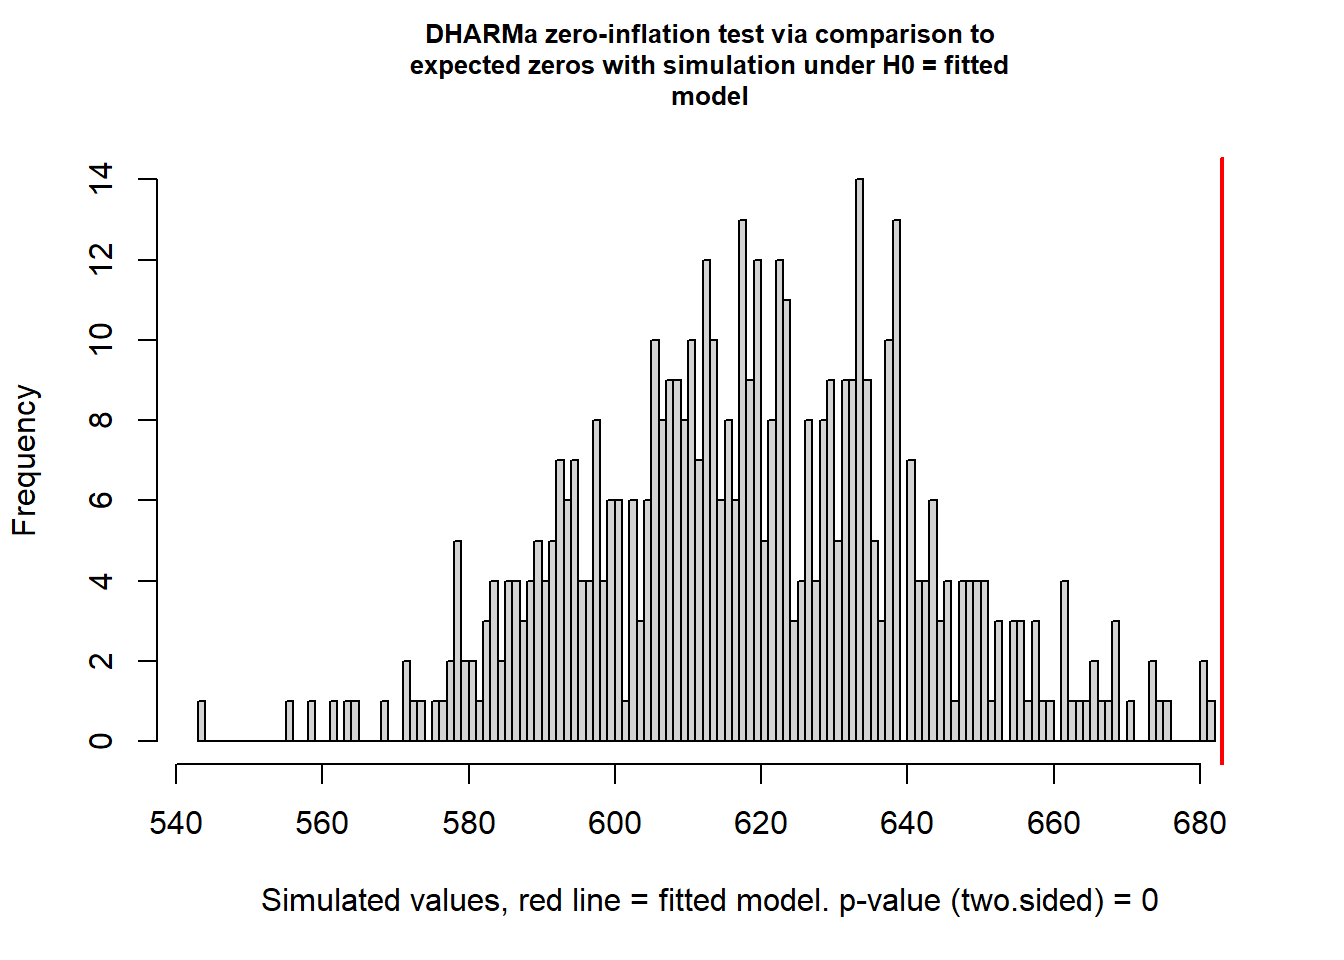 DHARMa zero-inflation test via comparison to
expected zeros with simulation under H0 = fitted
model
Frequency
14
12
10
8
6
4
2
0
540 560 580 600 620 640 660 680
Simulated values, red line = fitted model. p-value (two.sided) = 0